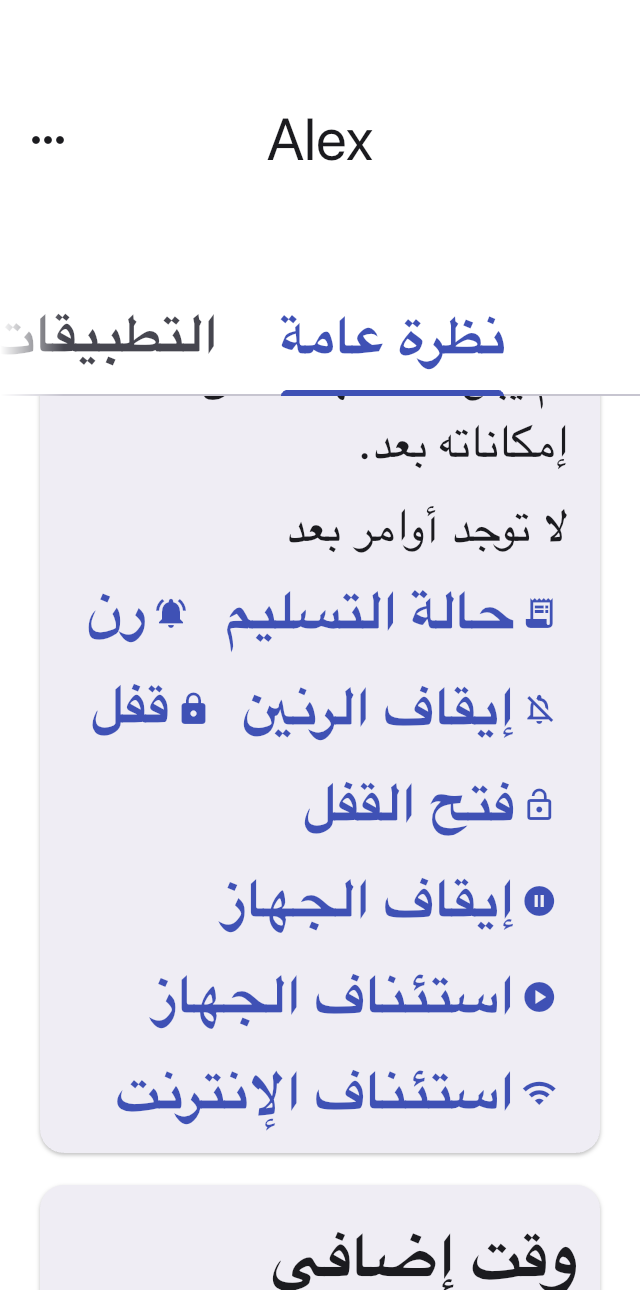 Alex
نظرة عامة
التطبيقات
إمكاناته بعد.
لا توجد أوامر بعد
حالة التسليم
رن
إيقاف الرنين
قفل
فتح القفل
إيقاف الجهاز
استئناف الجهاز
استئناف الإنترنت
وقت إضافي